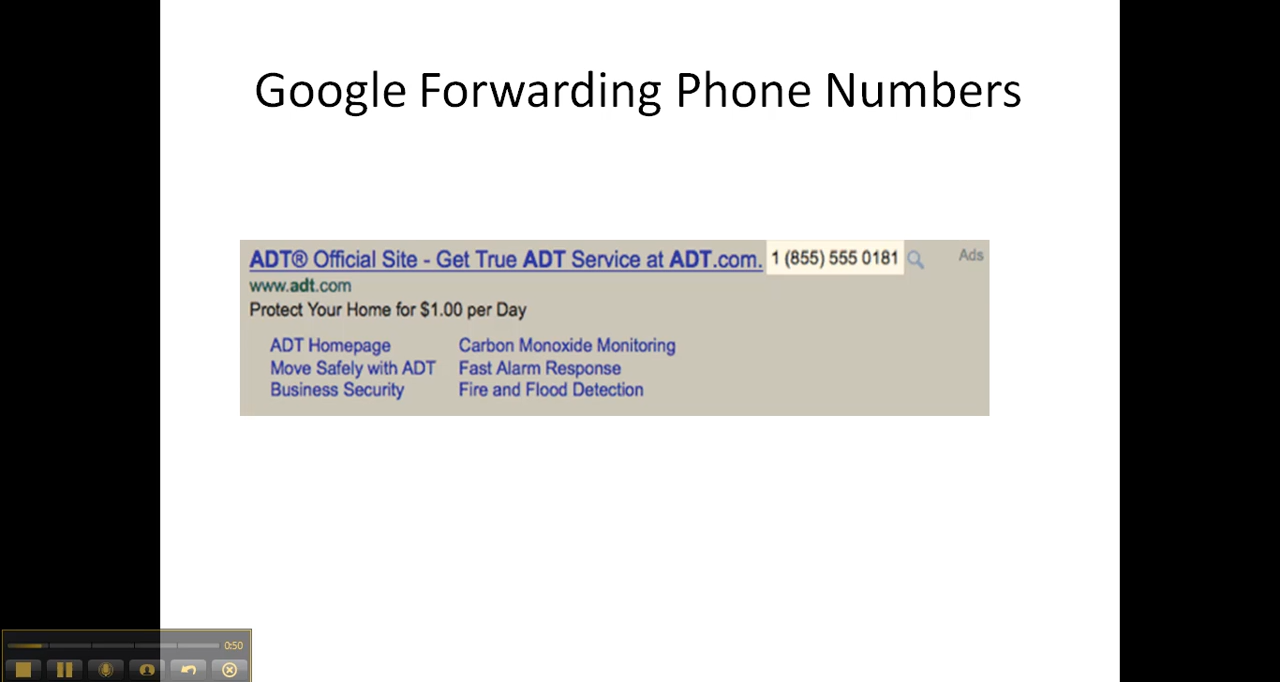 Google Forwarding Phone Numbers
ADT® Official Site - Get True ADT Service at ADT.com. 1 (855) 555 0181 Ads
www.adt.com
Protect Your Home for $1.00 per Day
ADT Homepage Carbon Monoxide Monitoring
Move Safely with ADT Fast Alarm Response
Business Security Fire and Flood Detection
0:50